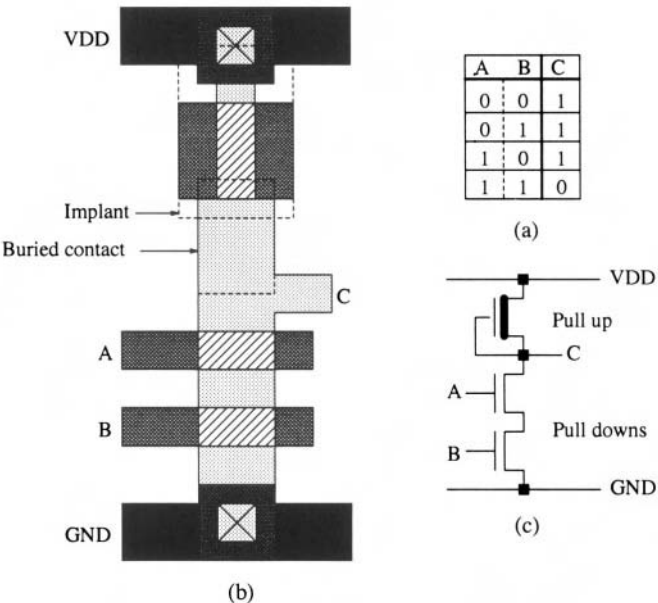 VDD
Implant
Buried contact
C
A
B
GND
(b)
A B C
0 0 1
0 1 1
1 0 1
1 1 0
(a)
VDD
Pull up
C
A
Pull downs
B
GND
(c)